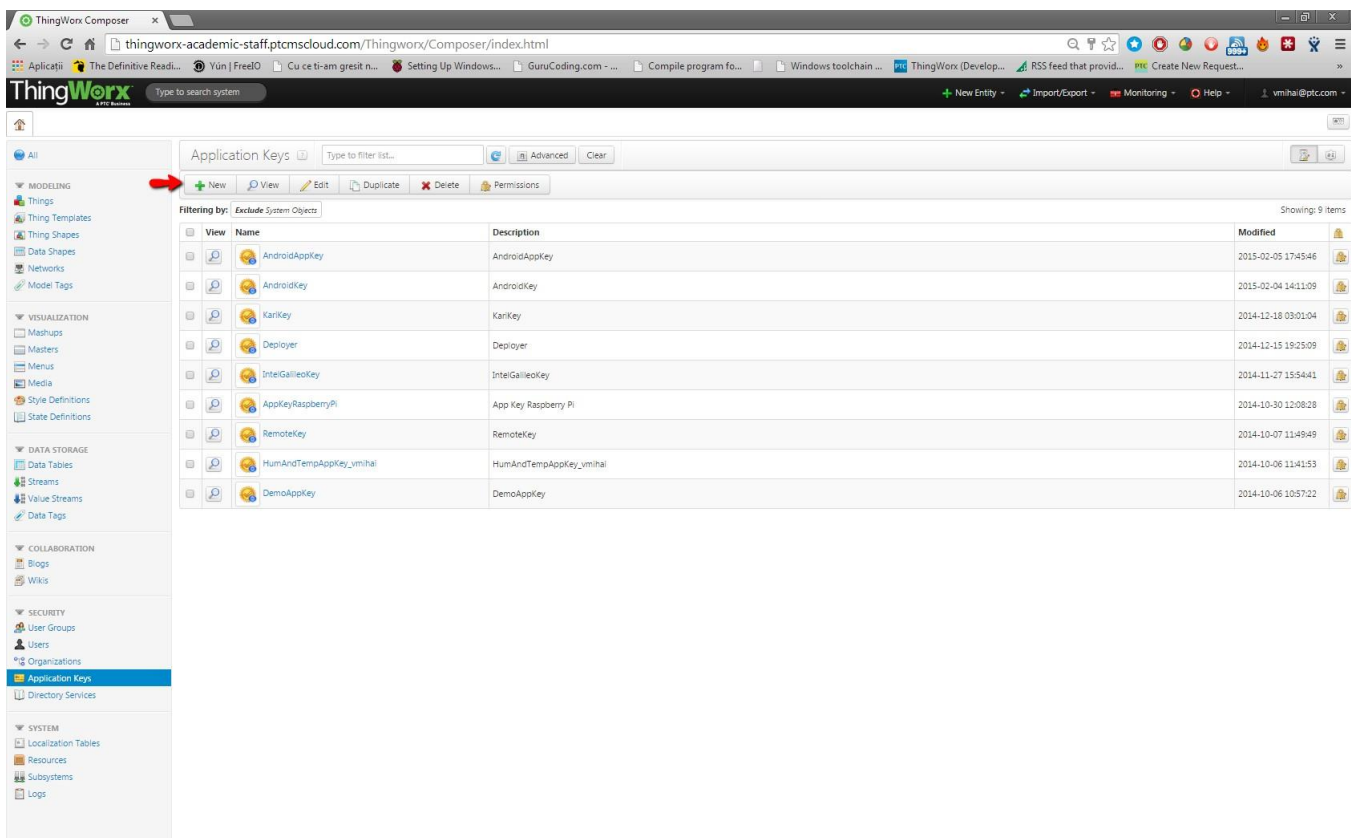 ThingWorx Composer
thingworx-academic-staff.ptcmscloud.com/Thingworx/Composer/index.html
Aplicații The Definitive Readi... Yún | FreeIO Cu ce ti-am gresit n... Setting Up Windows... GuruCoding.com - ... Compile program fo... Windows toolchain ... PTC ThingWorx (Develop... RSS feed that provid... PTC Create New Request... »
999+
ThingWorx Type to search system New Entity Import/Export Monitoring Help vmihai@ptc.com
A PTC Business
All
Application Keys Type to filter list... Advanced Clear
New View Edit Duplicate Delete Permissions
Filtering by: Exclude System Objects Showing: 9 items
View Name Description Modified
AndroidAppKey AndroidAppKey 2015-02-05 17:45:46
AndroidKey AndroidKey 2015-02-04 14:11:09
KariKey KariKey 2014-12-18 03:01:04
Deployer Deployer 2014-12-15 19:25:09
IntelGalileoKey IntelGalileoKey 2014-11-27 15:54:41
AppKeyRaspberryPi App Key Raspberry Pi 2014-10-30 12:08:28
RemoteKey RemoteKey 2014-10-07 11:49:49
HumAndTempAppKey_vmihai HumAndTempAppKey_vmihai 2014-10-06 11:41:53
DemoAppKey DemoAppKey 2014-10-06 10:57:22
MODELING
Things
Thing Templates
Thing Shapes
Data Shapes
Networks
Model Tags
VISUALIZATION
Mashups
Masters
Menus
Media
Style Definitions
State Definitions
DATA STORAGE
Data Tables
Streams
Value Streams
Data Tags
COLLABORATION
Blogs
Wikis
SECURITY
User Groups
Users
Organizations
Application Keys
Directory Services
SYSTEM
Localization Tables
Resources
Subsystems
Logs